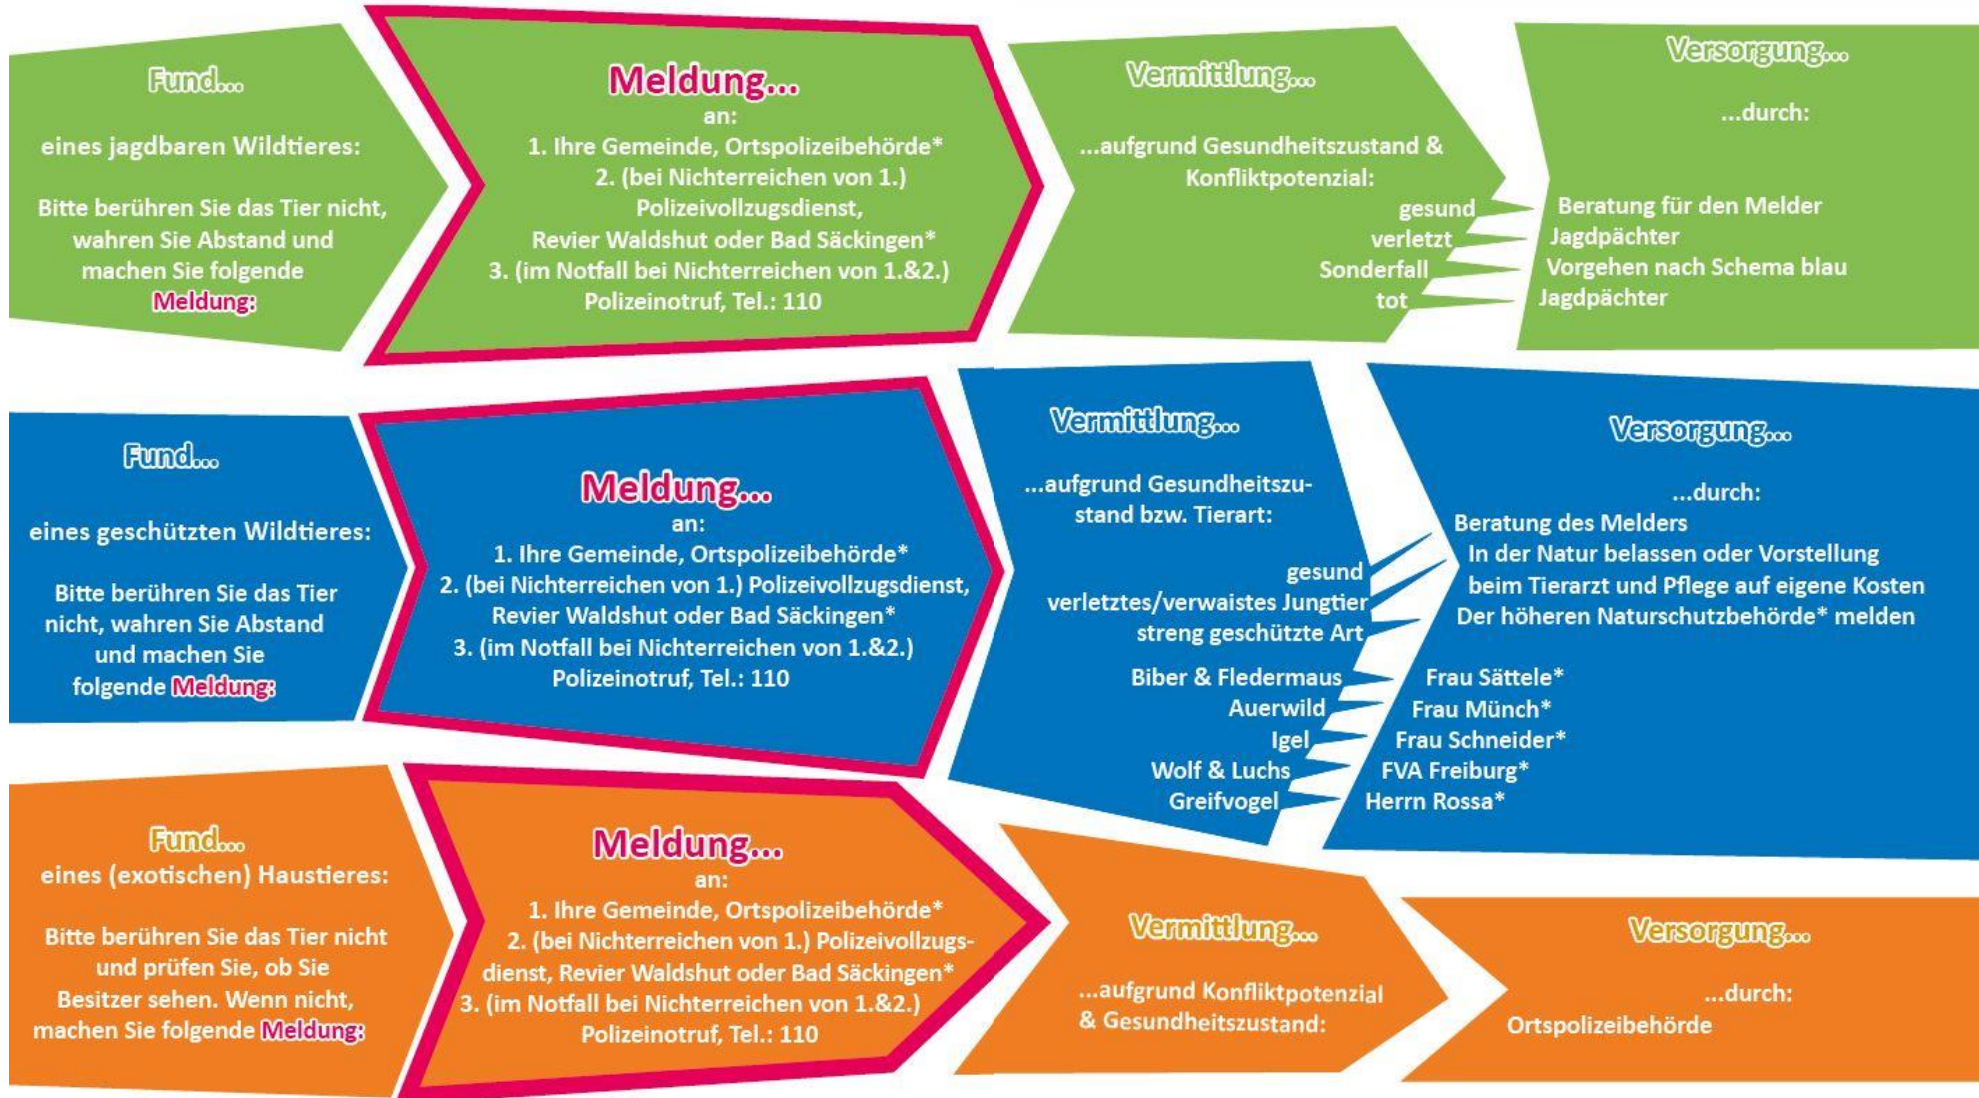 Fund...
eines jagdbaren Wildtieres:
Bitte berühren Sie das Tier nicht,
wahren Sie Abstand und
machen Sie folgende
Meldung:
Meldung...
an:
1. Ihre Gemeinde, Ortspolizeibehörde*
2. (bei Nichterreichen von 1.)
Polizeivollzugsdienst,
Revier Waldshut oder Bad Säckingen*
3. (im Notfall bei Nichterreichen von 1.&2.)
Polizeinotruf, Tel.: 110
Vermittlung...
...aufgrund Gesundheitszustand &
Konfliktpotenzial:
gesund
verletzt
Sonderfall
tot
Versorgung...
...durch:
Beratung für den Melder
Jagdpächter
Vorgehen nach Schema blau
Jagdpächter
Fund...
eines geschützten Wildtieres:
Bitte berühren Sie das Tier
nicht, wahren Sie Abstand
und machen Sie
folgende Meldung:
Meldung...
an:
1. Ihre Gemeinde, Ortspolizeibehörde*
2. (bei Nichterreichen von 1.) Polizeivollzugsdienst,
Revier Waldshut oder Bad Säckingen*
3. (im Notfall bei Nichterreichen von 1.&2.)
Polizeinotruf, Tel.: 110
Vermittlung...
...aufgrund Gesundheitszu-
stand bzw. Tierart:
gesund
verletztes/verwaistes Jungtier
streng geschützte Art
Biber & Fledermaus
Auerwild
Igel
Wolf & Luchs
Greifvogel
Versorgung...
...durch:
Beratung des Melders
In der Natur belassen oder Vorstellung
beim Tierarzt und Pflege auf eigene Kosten
Der höheren Naturschutzbehörde* melden
Frau Sättele*
Frau Münch*
Frau Schneider*
FVA Freiburg*
Herrn Rossa*
Fund...
eines (exotischen) Haustieres:
Bitte berühren Sie das Tier nicht
und prüfen Sie, ob Sie
Besitzer sehen. Wenn nicht,
machen Sie folgende Meldung:
Meldung...
an:
1. Ihre Gemeinde, Ortspolizeibehörde*
2. (bei Nichterreichen von 1.) Polizeivollzugs-
dienst, Revier Waldshut oder Bad Säckingen*
3. (im Notfall bei Nichterreichen von 1.&2.)
Polizeinotruf, Tel.: 110
Vermittlung...
...aufgrund Konfliktpotenzial
& Gesundheitszustand:
Versorgung...
...durch:
Ortspolizeibehörde